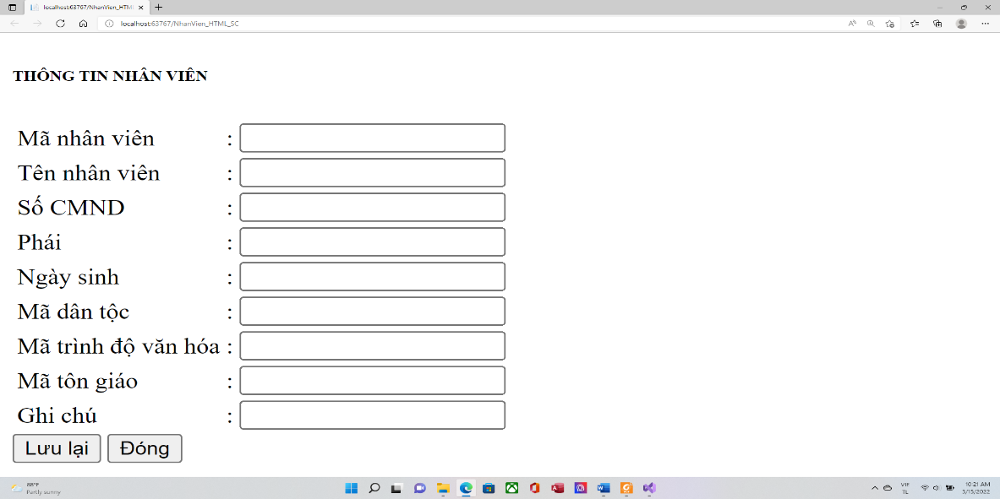 localhost:63767/NhanVien_HTML
localhost:63767/NhanVien_HTML_SC
THÔNG TIN NHÂN VIÊN
Mã nhân viên :
Tên nhân viên :
Số CMND :
Phái :
Ngày sinh :
Mã dân tộc :
Mã trình độ văn hóa :
Mã tôn giáo :
Ghi chú :
Lưu lại Đóng
88°F
Partly sunny
VIE
TL
10:21 AM
3/15/2022